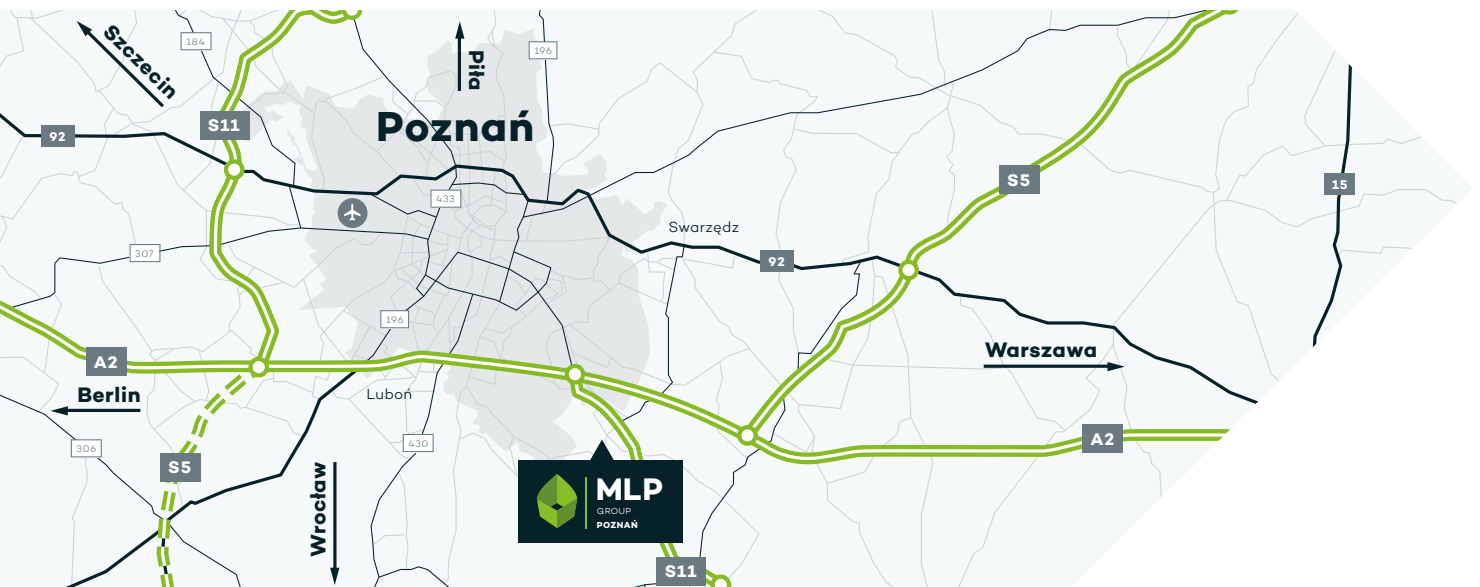 Szczecin
184
Piła
196
S11
Poznań
92
S5
15
433
Swarzędz
307
92
196
A2
Warszawa
Berlin
Luboń
A2
306
430
S5
Wrocław
MLP
GROUP
POZNAŃ
S11